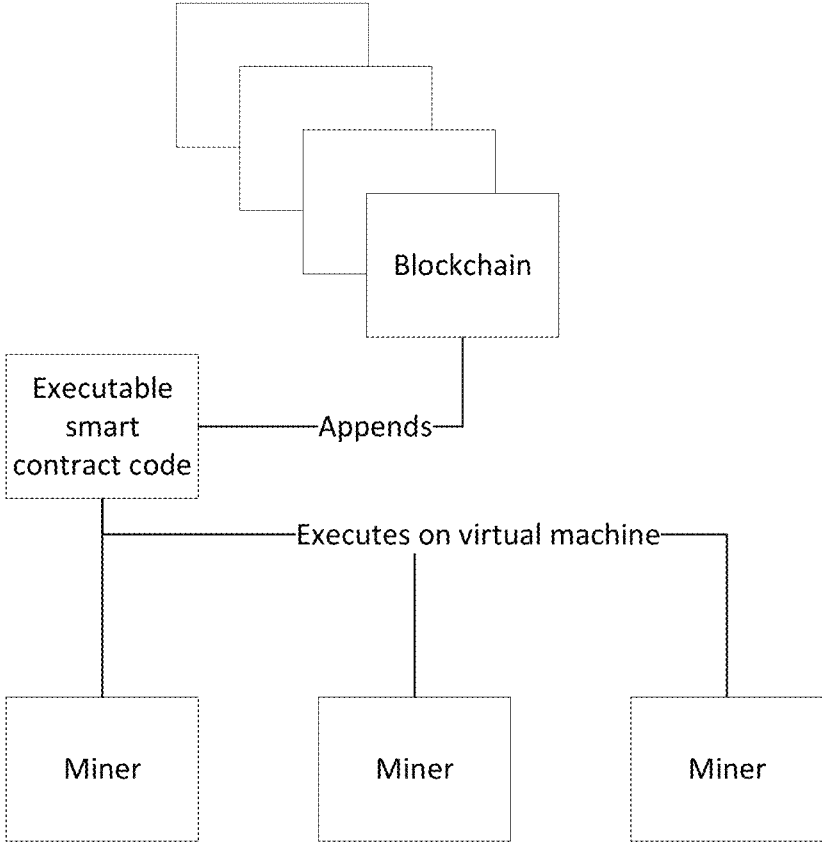 Blockchain
Executable
smart
contract code
Appends
Executes on virtual machine
Miner
Miner
Miner